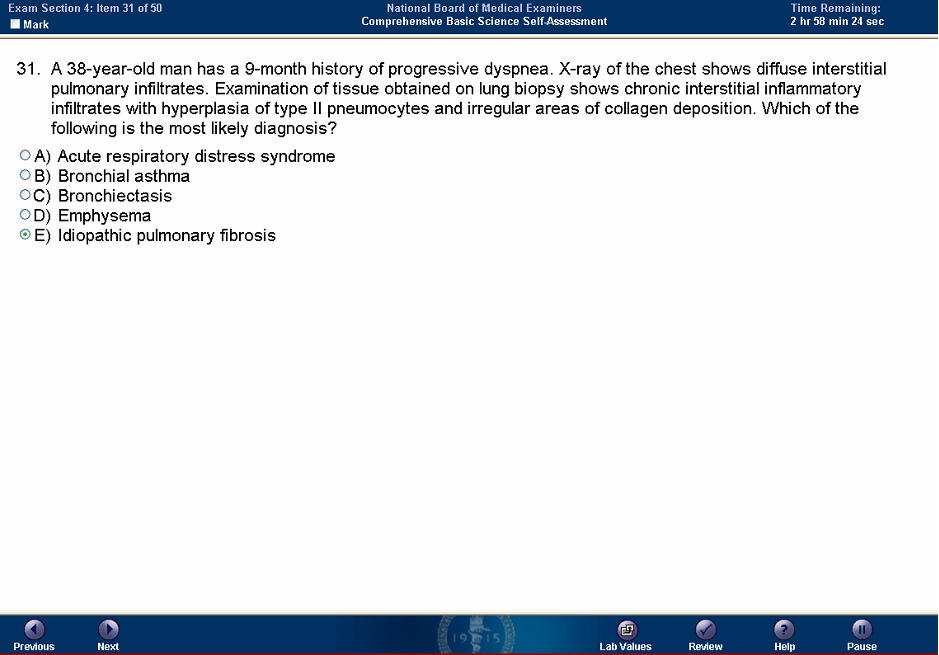 Exam Section 4: Item 31 of 50
National Board of Medical Examiners
Time Remaining:
Mark
Comprehensive Basic Science Self-Assessment
2 hr 58 min 24 sec
31. A 38-year-old man has a 9-month history of progressive dyspnea. X-ray of the chest shows diffuse interstitial
pulmonary infiltrates. Examination of tissue obtained on lung biopsy shows chronic interstitial inflammatory
infiltrates with hyperplasia of type II pneumocytes and irregular areas of collagen deposition. Which of the
following is the most likely diagnosis?
A) Acute respiratory distress syndrome
B) Bronchial asthma
C) Bronchiectasis
D) Emphysema
E) Idiopathic pulmonary fibrosis
1915
Previous
Next
Lab Values
Review
Help
Pause